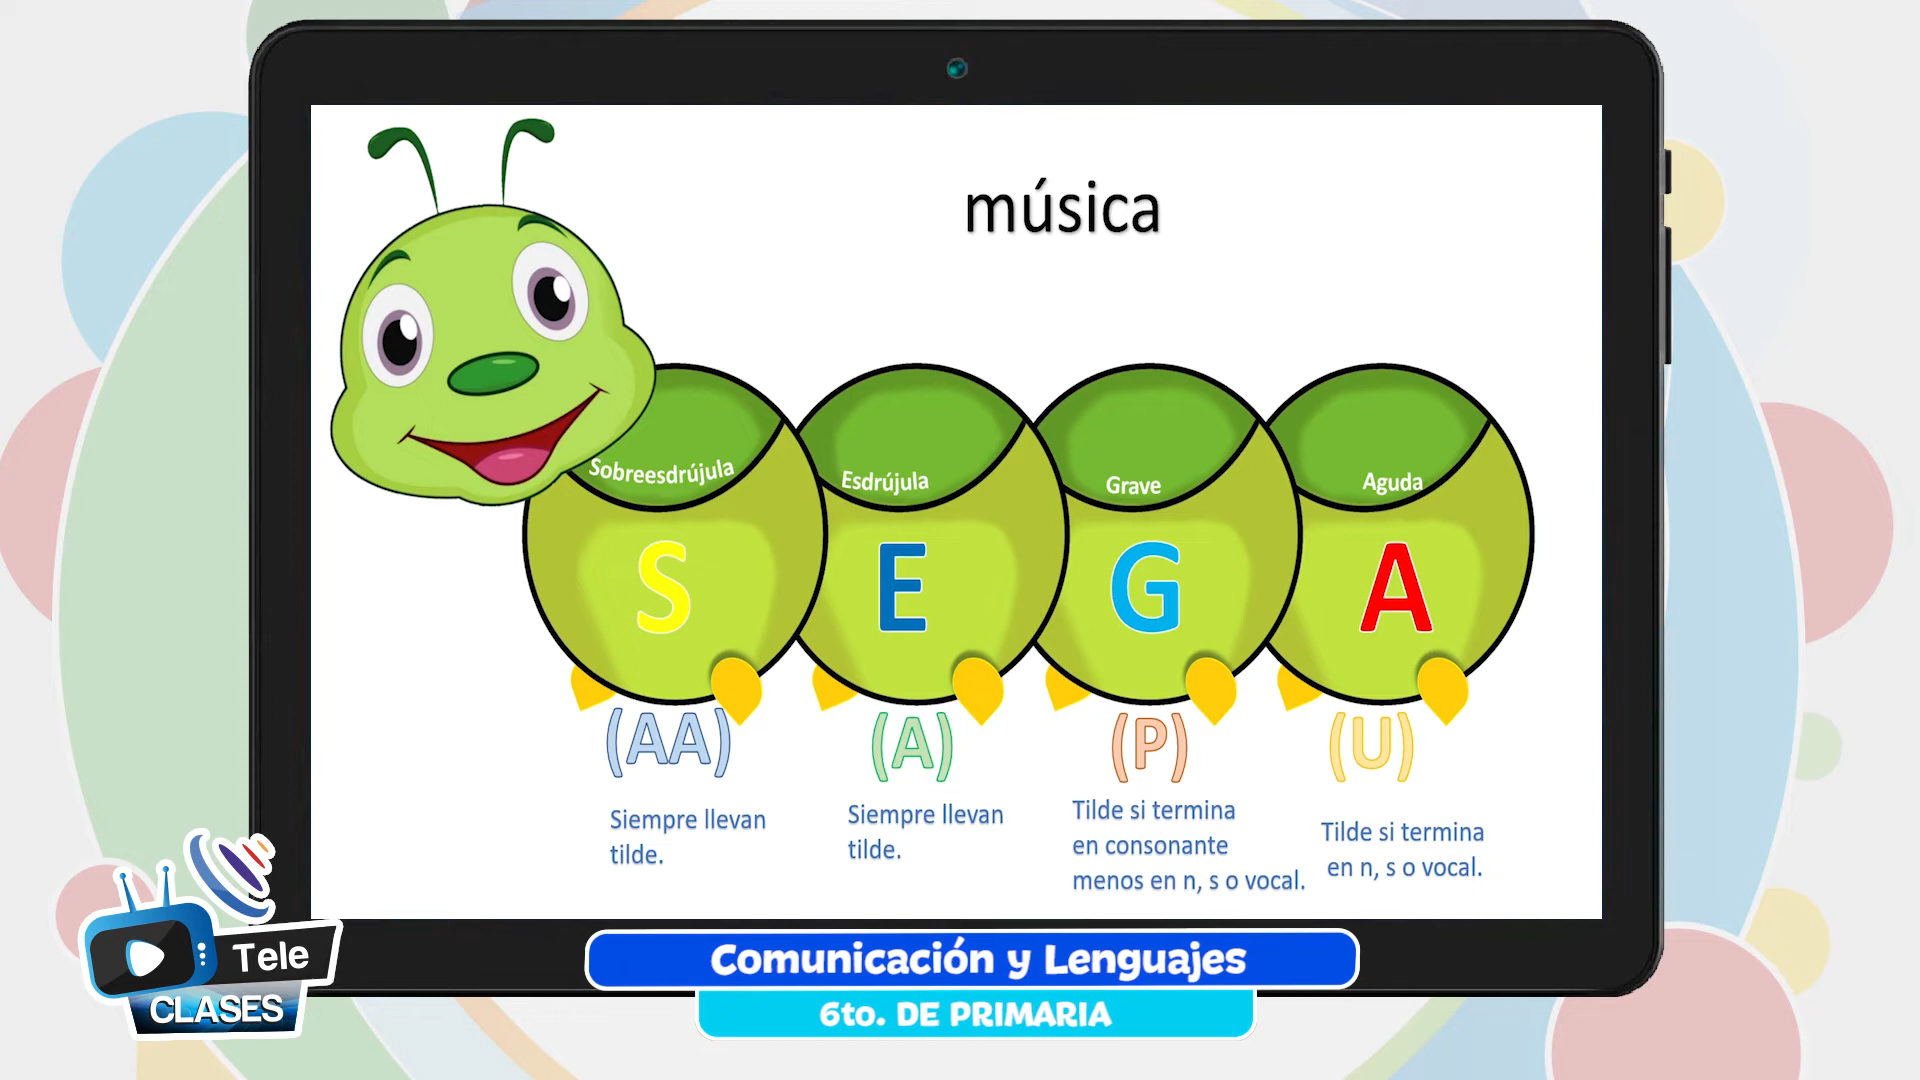 música
Sobreesdrújula
Esdrújula
Grave
Aguda
S
E
G
A
(AA)
(A)
(P)
(U)
Siempre llevan
tilde.
Siempre llevan
tilde.
Tilde si termina
en consonante
menos en n, s o vocal.
Tilde si termina
en n, s o vocal.
Tele
CLASES
Comunicación y Lenguajes
6to. DE PRIMARIA